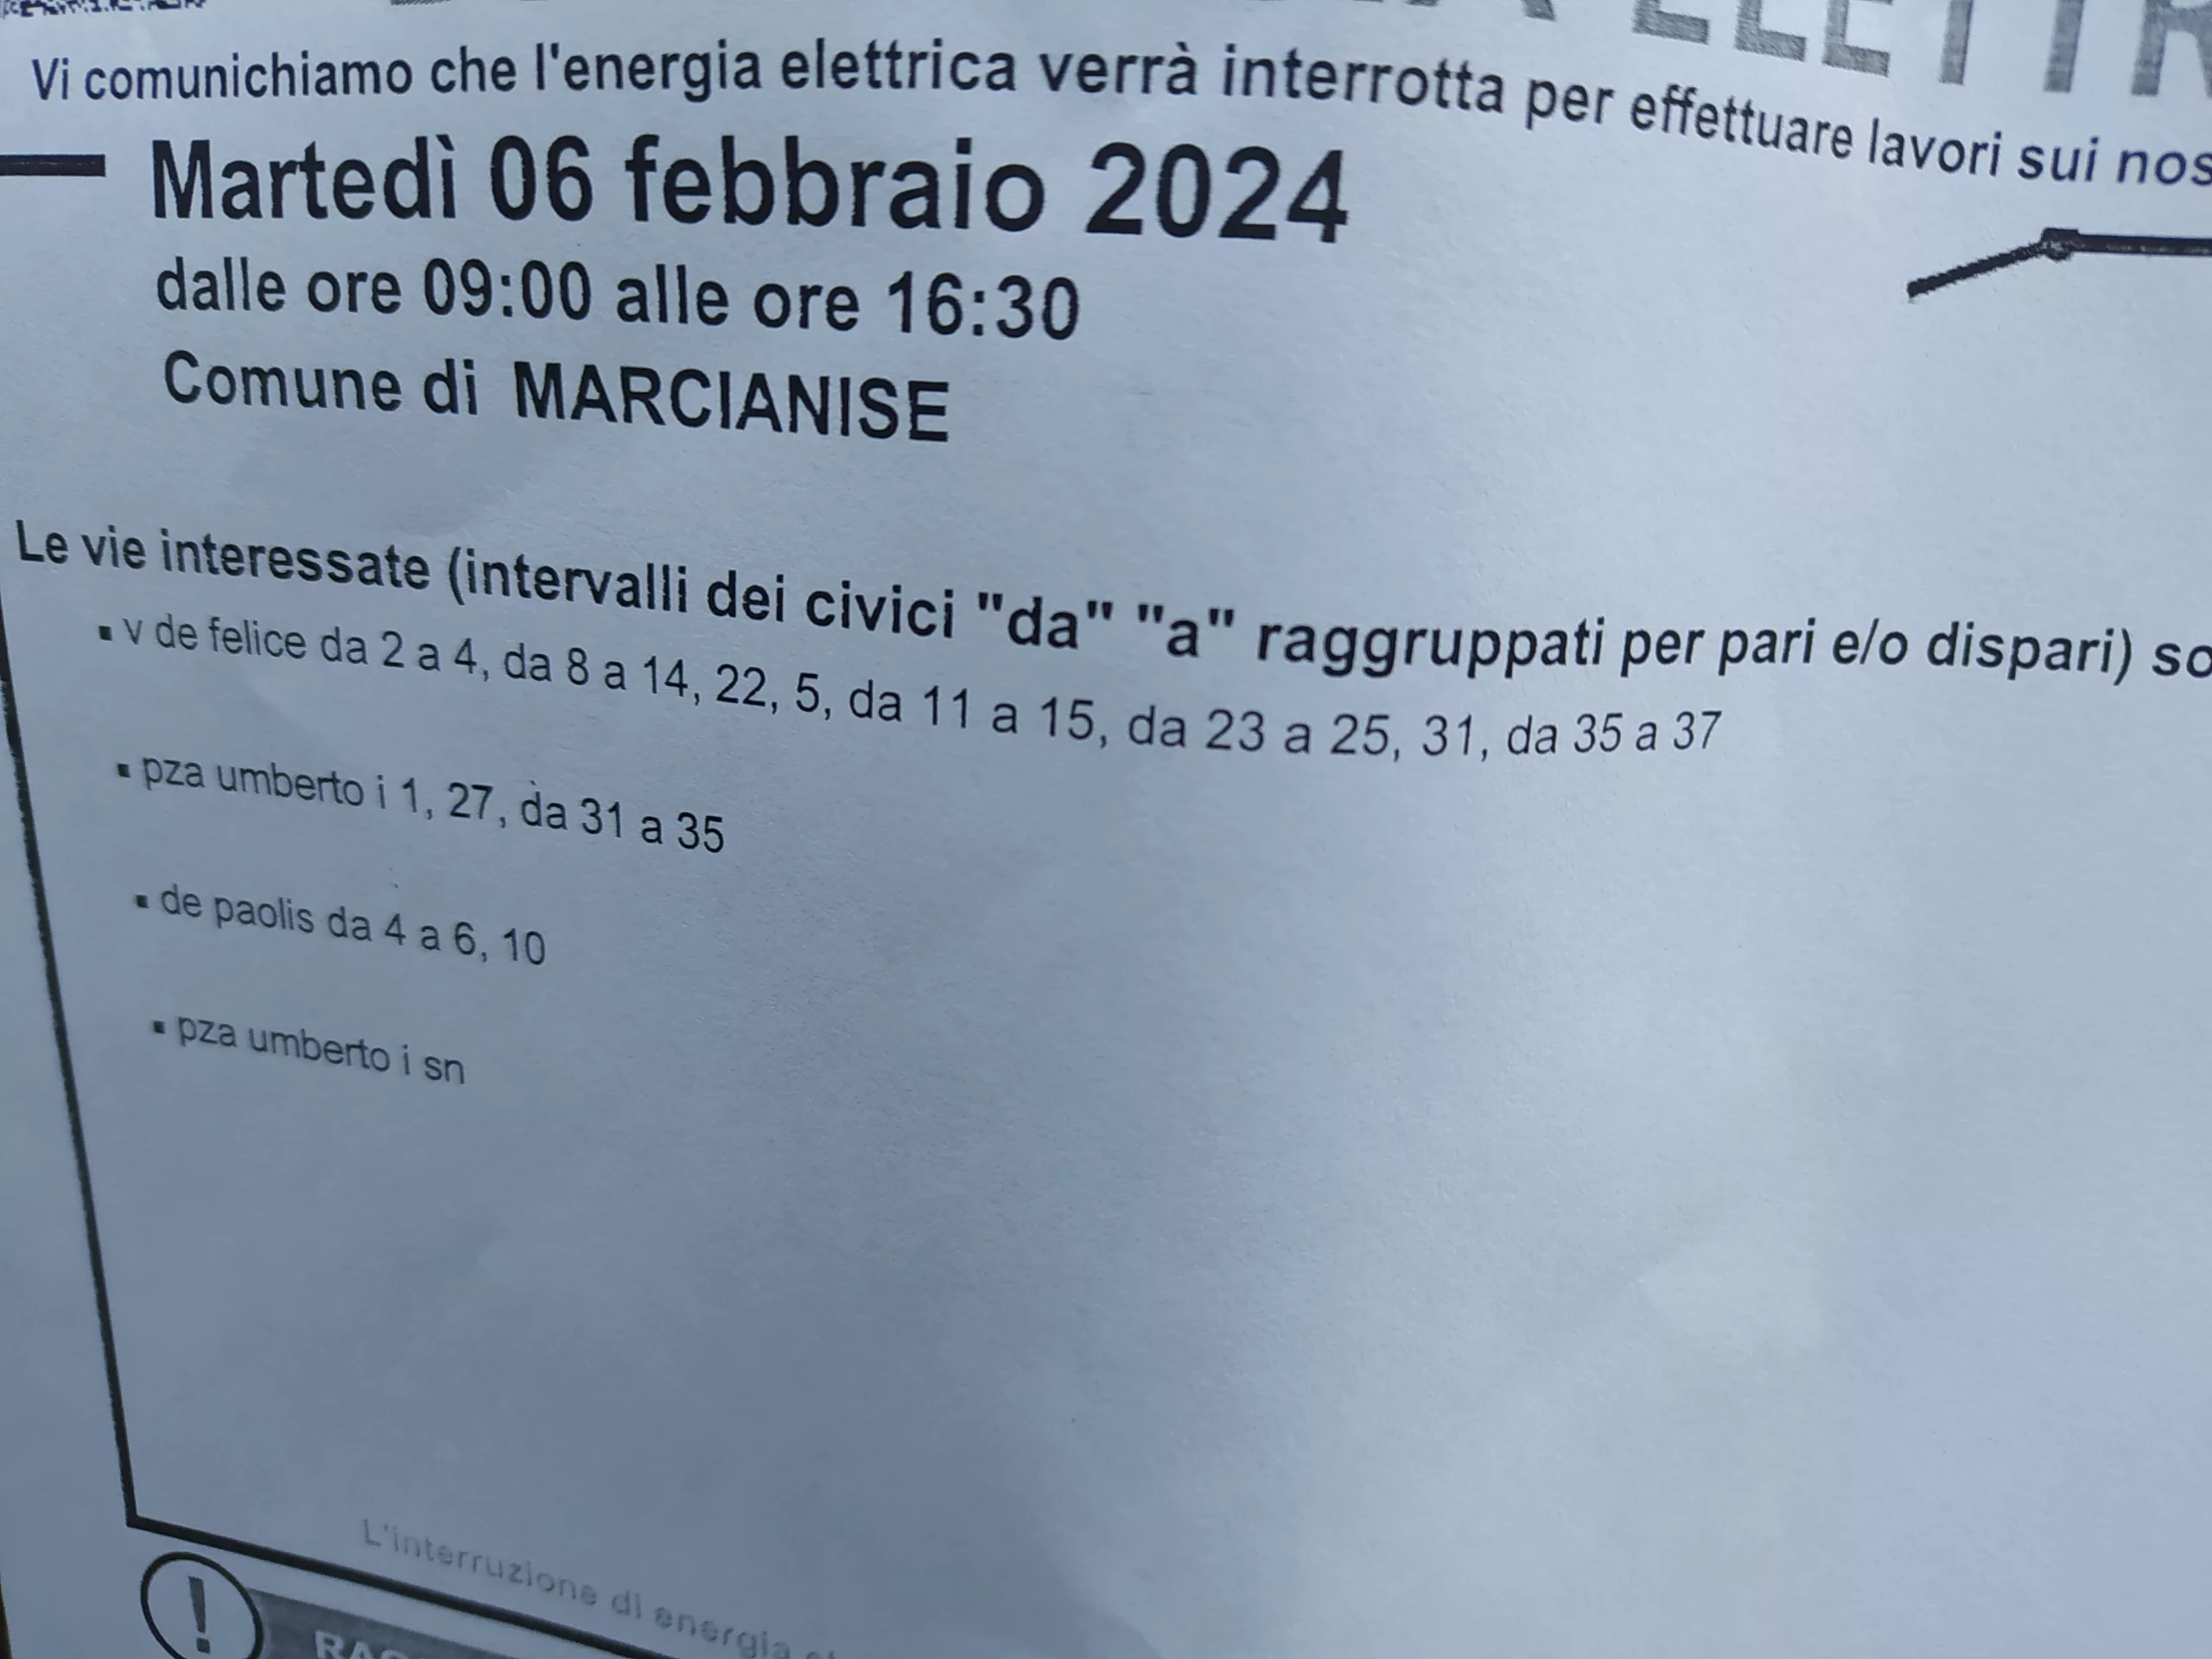 ELETTR
Vi comunichiamo che l'energia elettrica verrà interrotta per effettuare lavori sui nos
Martedì 06 febbraio 2024
dalle ore 09:00 alle ore 16:30
Comune di MARCIANISE
Le vie interessate (intervalli dei civici "da" "a" raggruppati per pari e/o dispari) so
▪ v de felice da 2 a 4, da 8 a 14, 22, 5, da 11 a 15, da 23 a 25, 31, da 35 a 37
▪ pza umberto i 1, 27, da 31 a 35
▪ de paolis da 4 a 6, 10
▪ pza umberto i sn
L'interruzione di energia
!